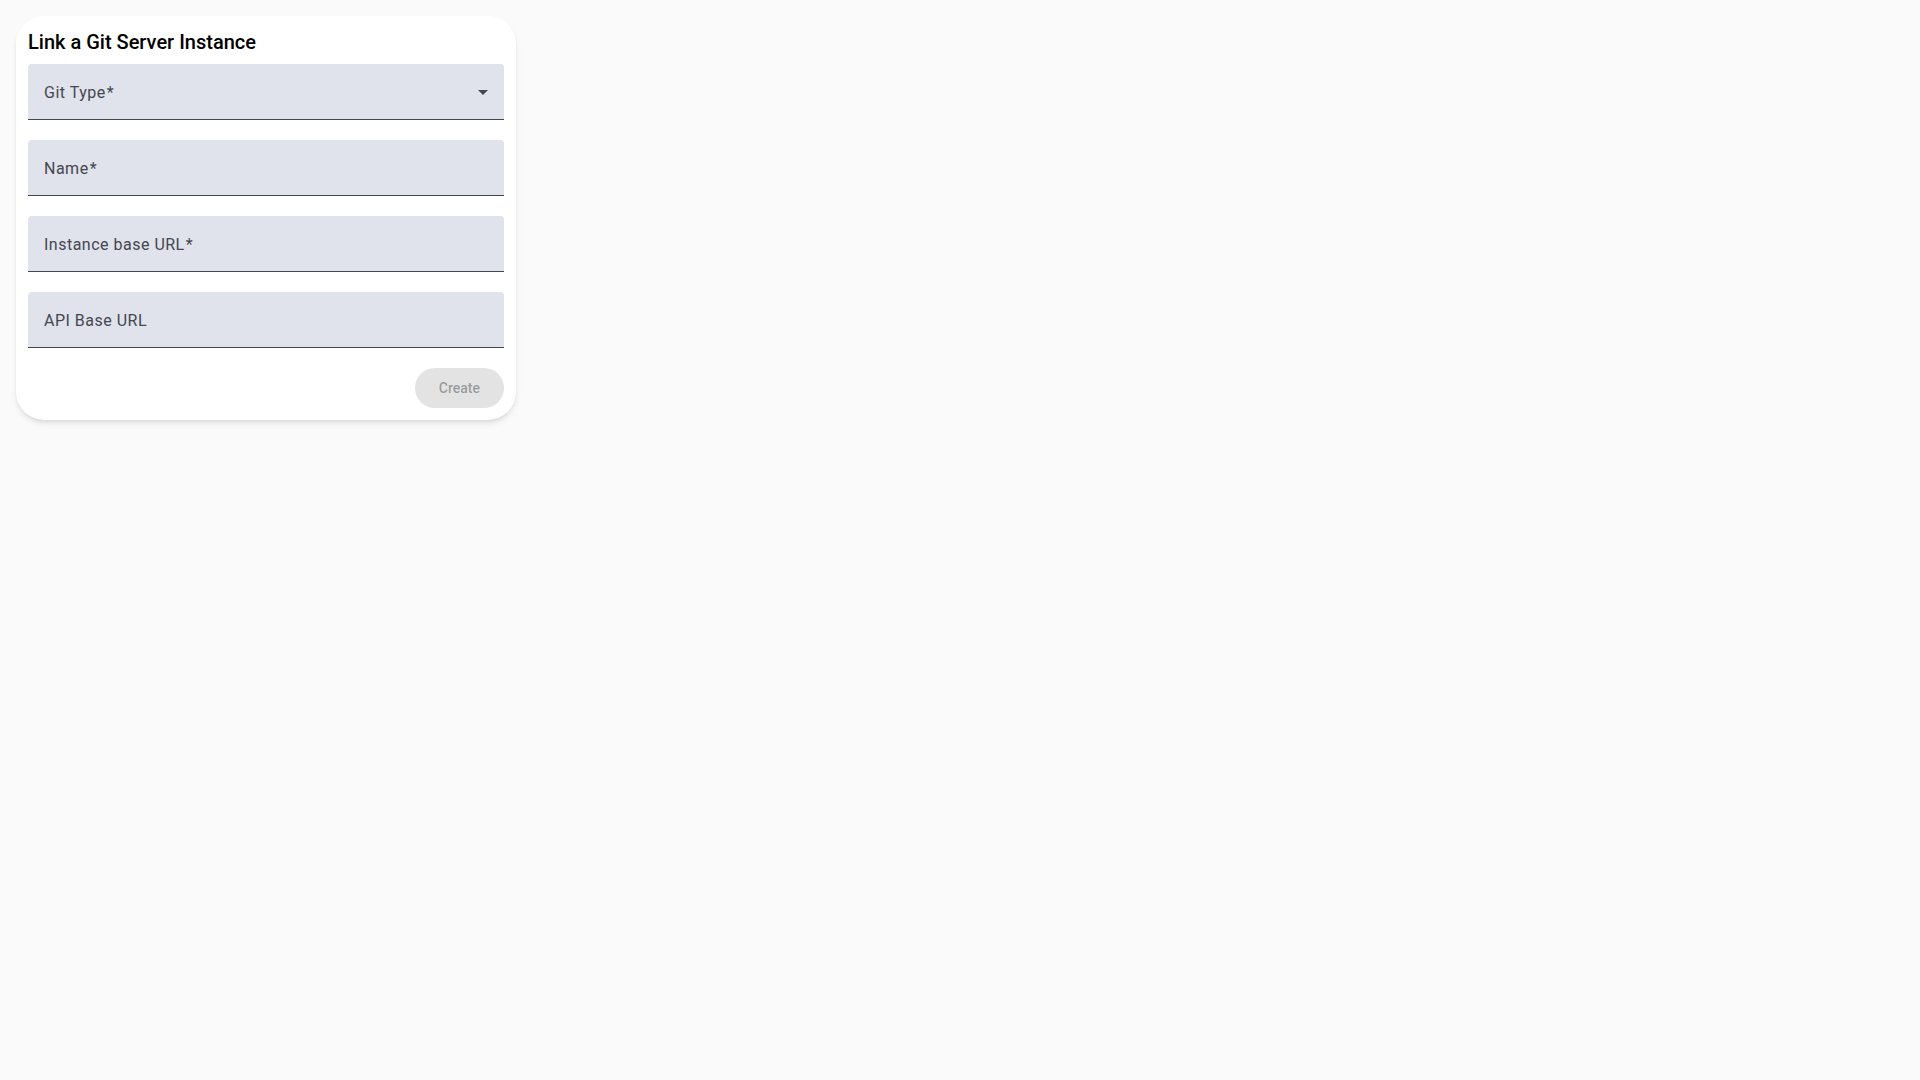 Link a Git Server Instance
Git Type*
Name*
Instance base URL*
API Base URL
Create